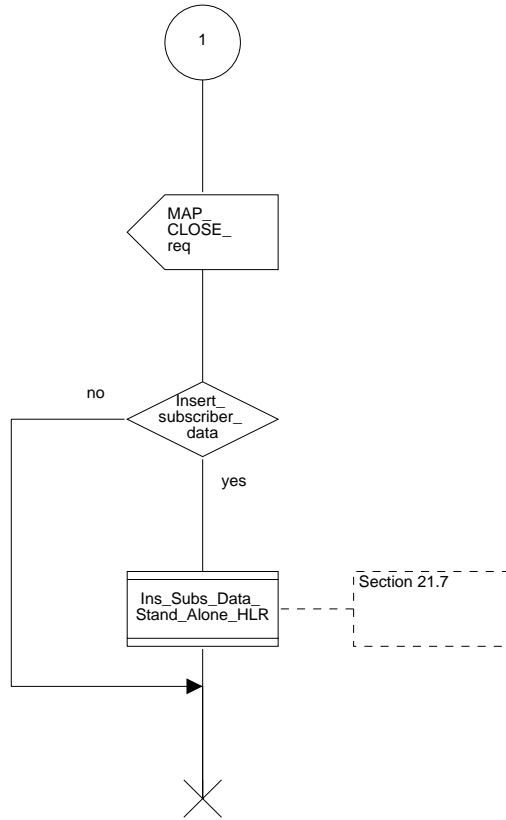 1
MAP_
CLOSE_
req
no
Insert_
subscriber_
data
yes
Ins_Subs_Data_
Stand_Alone_HLR
Section 21.7